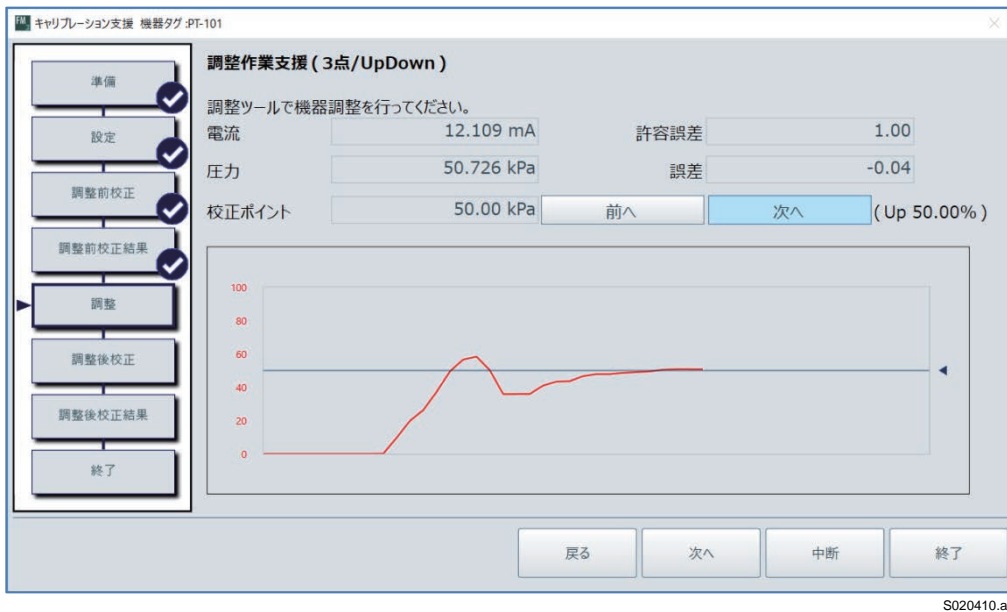 FM キャリブレーション支援 機器タグ :PT-101
準備
設定
調整前校正
調整前校正結果
調整
調整後校正
調整後校正結果
終了
調整作業支援 ( 3点/UpDown )
調整ツールで機器調整を行ってください。
電流 12.109 mA 許容誤差 1.00
圧力 50.726 kPa 誤差 -0.04
校正ポイント 50.00 kPa 前へ 次へ ( Up 50.00% )
100
80
60
40
20
0
戻る 次へ 中断 終了
S020410.a